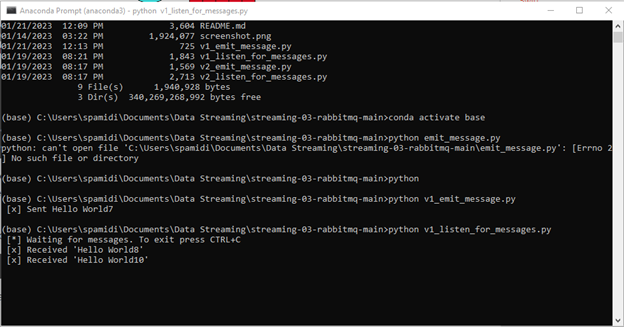 Anaconda Prompt (anaconda3) - python v1_listen_for_messages.py
01/21/2023  12:09 PM             3,604 README.md
01/14/2023  03:22 PM         1,924,077 screenshot.png
01/21/2023  12:13 PM               725 v1_emit_message.py
01/19/2023  08:21 PM             1,843 v1_listen_for_messages.py
01/19/2023  08:17 PM             1,569 v2_emit_message.py
01/19/2023  08:17 PM             2,713 v2_listen_for_messages.py
9 File(s)      1,940,928 bytes
3 Dir(s)  340,269,268,992 bytes free
(base) C:\Users\spamidi\Documents\Data Streaming\streaming-03-rabbitmq-main>conda activate base
(base) C:\Users\spamidi\Documents\Data Streaming\streaming-03-rabbitmq-main>python emit_message.py
python: can't open file 'C:\Users\spamidi\Documents\Data Streaming\streaming-03-rabbitmq-main\emit_message.py': [Errno 2
] No such file or directory
(base) C:\Users\spamidi\Documents\Data Streaming\streaming-03-rabbitmq-main>python
(base) C:\Users\spamidi\Documents\Data Streaming\streaming-03-rabbitmq-main>python v1_emit_message.py
[x] Sent Hello World7
(base) C:\Users\spamidi\Documents\Data Streaming\streaming-03-rabbitmq-main>python v1_listen_for_messages.py
[*] Waiting for messages. To exit press CTRL+C
[x] Received 'Hello World8'
[x] Received 'Hello World10'